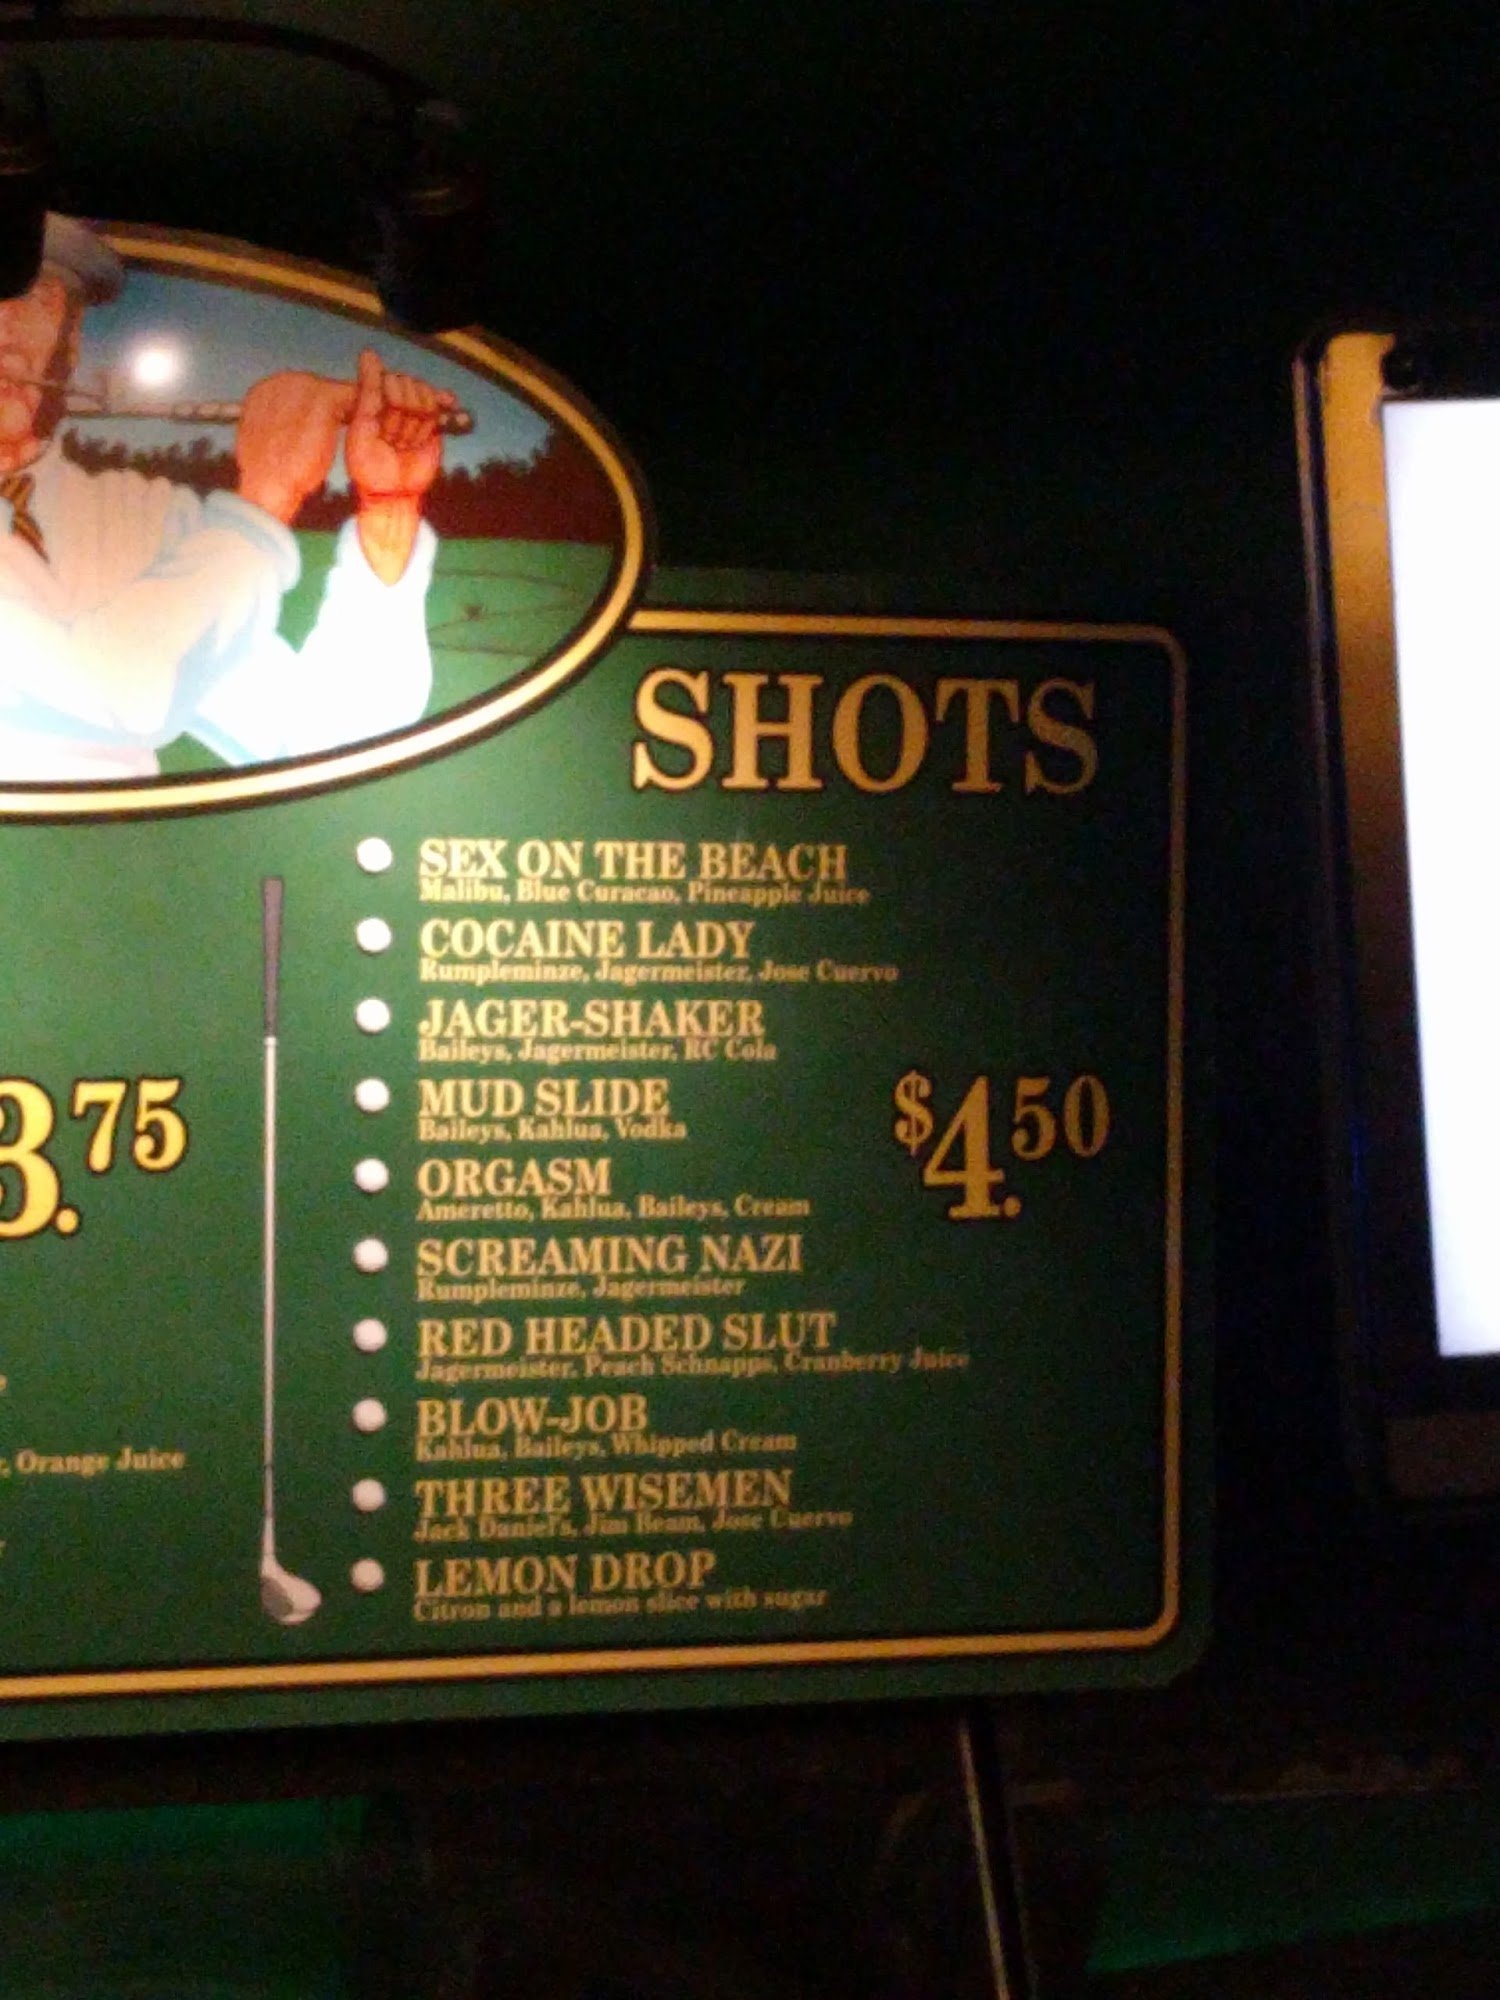 SHOTS
SEX ON THE BEACH
Malibu, Blue Curacao, Pineapple Juice
COCAINE LADY
Rumpleminze, Jagermeister, Jose Cuervo
JAGER-SHAKER
Baileys, Jagermeister, RC Cola
MUD SLIDE
Baileys, Kahlua, Vodka
ORGASM
Ameretto, Kahlua, Baileys, Cream
SCREAMING NAZI
Rumpleminze, Jagermeister
RED HEADED SLUT
Jagermeister, Peach Schnapps, Cranberry Juice
BLOW-JOB
Kahlua, Baileys, Whipped Cream
THREE WISEMEN
Jack Daniel's, Jim Beam, Jose Cuervo
LEMON DROP
Citron and a lemon slice with sugar
$4.50
3.75
Orange Juice